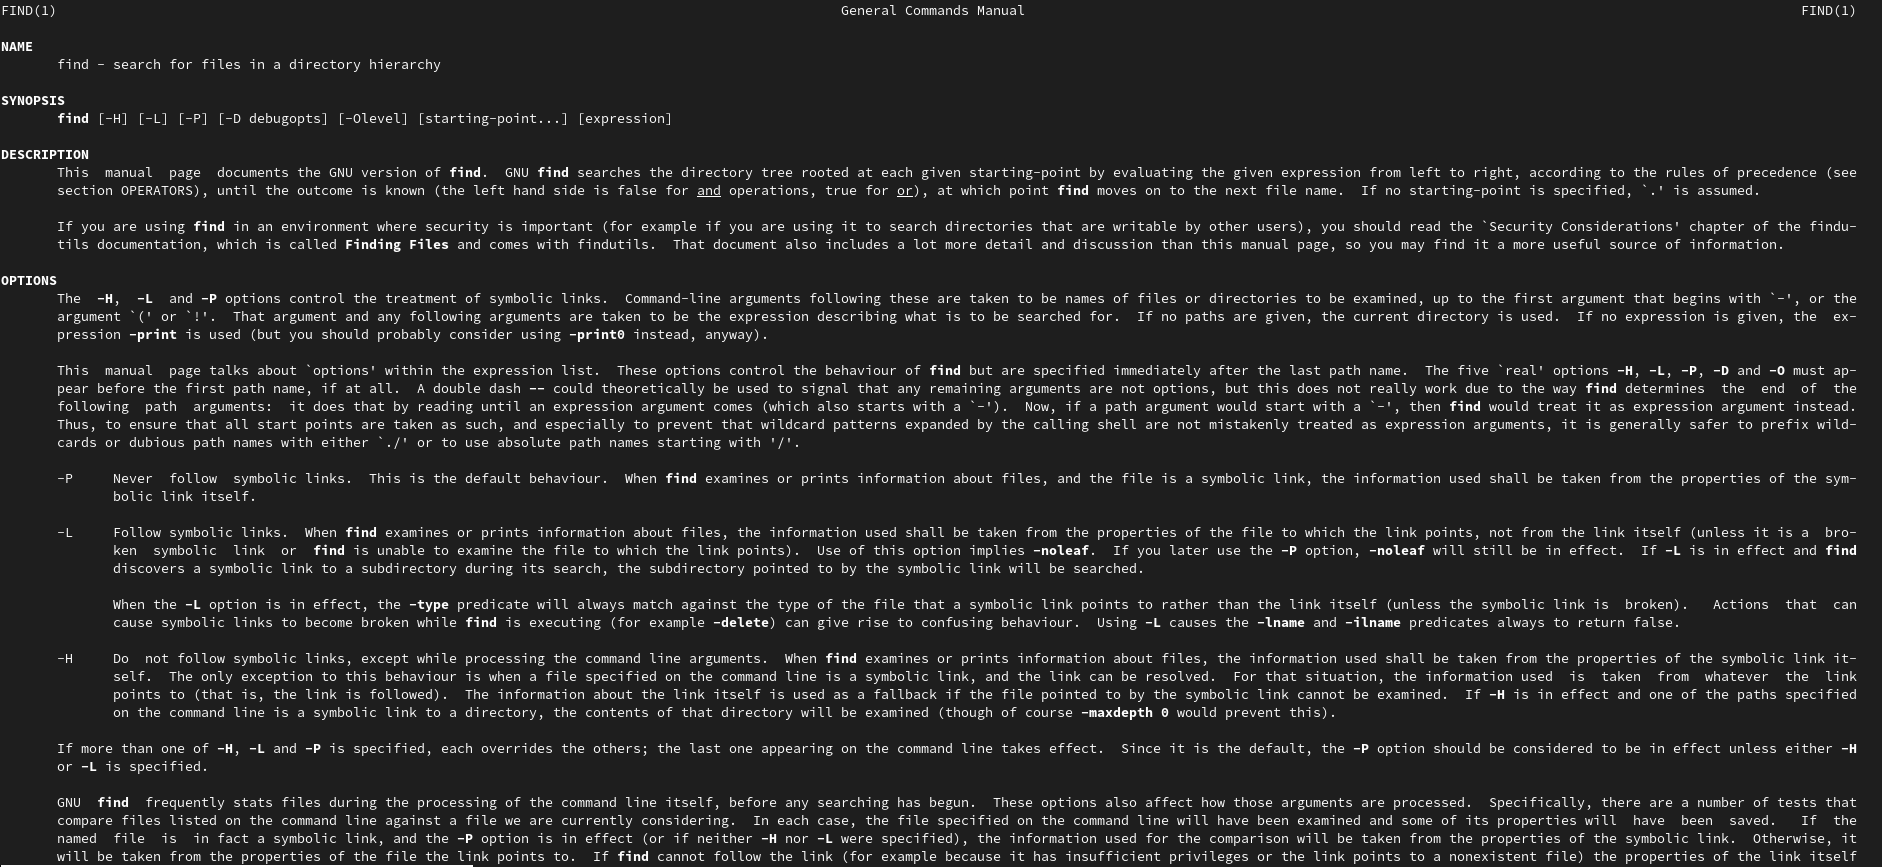 FIND(1) General Commands Manual FIND(1)
NAME
find - search for files in a directory hierarchy
SYNOPSIS
find [-H] [-L] [-P] [-D debugopts] [-Olevel] [starting-point...] [expression]
DESCRIPTION
This manual page documents the GNU version of find. GNU find searches the directory tree rooted at each given starting-point by evaluating the given expression from left to right, according to the rules of precedence (see
section OPERATORS), until the outcome is known (the left hand side is false for and operations, true for or), at which point find moves on to the next file name. If no starting-point is specified, `.' is assumed.
If you are using find in an environment where security is important (for example if you are using it to search directories that are writable by other users), you should read the `Security Considerations' chapter of the findu-
tils documentation, which is called Finding Files and comes with findutils. That document also includes a lot more detail and discussion than this manual page, so you may find it a more useful source of information.
OPTIONS
The -H, -L and -P options control the treatment of symbolic links. Command-line arguments following these are taken to be names of files or directories to be examined, up to the first argument that begins with `-', or the
argument `(' or `!'. That argument and any following arguments are taken to be the expression describing what is to be searched for. If no paths are given, the current directory is used. If no expression is given, the ex-
pression -print is used (but you should probably consider using -print0 instead, anyway).
This manual page talks about `options' within the expression list. These options control the behaviour of find but are specified immediately after the last path name. The five `real' options -H, -L, -P, -D and -O must ap-
pear before the first path name, if at all. A double dash -- could theoretically be used to signal that any remaining arguments are not options, but this does not really work due to the way find determines the end of the
following path arguments: it does that by reading until an expression argument comes (which also starts with a `-'). Now, if a path argument would start with a `-', then find would treat it as expression argument instead.
Thus, to ensure that all start points are taken as such, and especially to prevent that wildcard patterns expanded by the calling shell are not mistakenly treated as expression arguments, it is generally safer to prefix wild-
cards or dubious path names with either `./' or to use absolute path names starting with '/'.
-P Never follow symbolic links. This is the default behaviour. When find examines or prints information about files, and the file is a symbolic link, the information used shall be taken from the properties of the sym-
bolic link itself.
-L Follow symbolic links. When find examines or prints information about files, the information used shall be taken from the properties of the file to which the link points, not from the link itself (unless it is a bro-
ken symbolic link or find is unable to examine the file to which the link points). Use of this option implies -noleaf. If you later use the -P option, -noleaf will still be in effect. If -L is in effect and find
discovers a symbolic link to a subdirectory during its search, the subdirectory pointed to by the symbolic link will be searched.
When the -L option is in effect, the -type predicate will always match against the type of the file that a symbolic link points to rather than the link itself (unless the symbolic link is broken). Actions that can
cause symbolic links to become broken while find is executing (for example -delete) can give rise to confusing behaviour. Using -L causes the -lname and -ilname predicates always to return false.
-H Do not follow symbolic links, except while processing the command line arguments. When find examines or prints information about files, the information used shall be taken from the properties of the symbolic link it-
self. The only exception to this behaviour is when a file specified on the command line is a symbolic link, and the link can be resolved. For that situation, the information used is taken from whatever the link
points to (that is, the link is followed). The information about the link itself is used as a fallback if the file pointed to by the symbolic link cannot be examined. If -H is in effect and one of the paths specified
on the command line is a symbolic link to a directory, the contents of that directory will be examined (though of course -maxdepth 0 would prevent this).
If more than one of -H, -L and -P is specified, each overrides the others; the last one appearing on the command line takes effect. Since it is the default, the -P option should be considered to be in effect unless either -H
or -L is specified.
GNU find frequently stats files during the processing of the command line itself, before any searching has begun. These options also affect how those arguments are processed. Specifically, there are a number of tests that
compare files listed on the command line against a file we are currently considering. In each case, the file specified on the command line will have been examined and some of its properties will have been saved. If the
named file is in fact a symbolic link, and the -P option is in effect (or if neither -H nor -L were specified), the information used for the comparison will be taken from the properties of the symbolic link. Otherwise, it
will be taken from the properties of the file the link points to. If find cannot follow the link (for example because it has insufficient privileges or the link points to a nonexistent file) the properties of the link itself